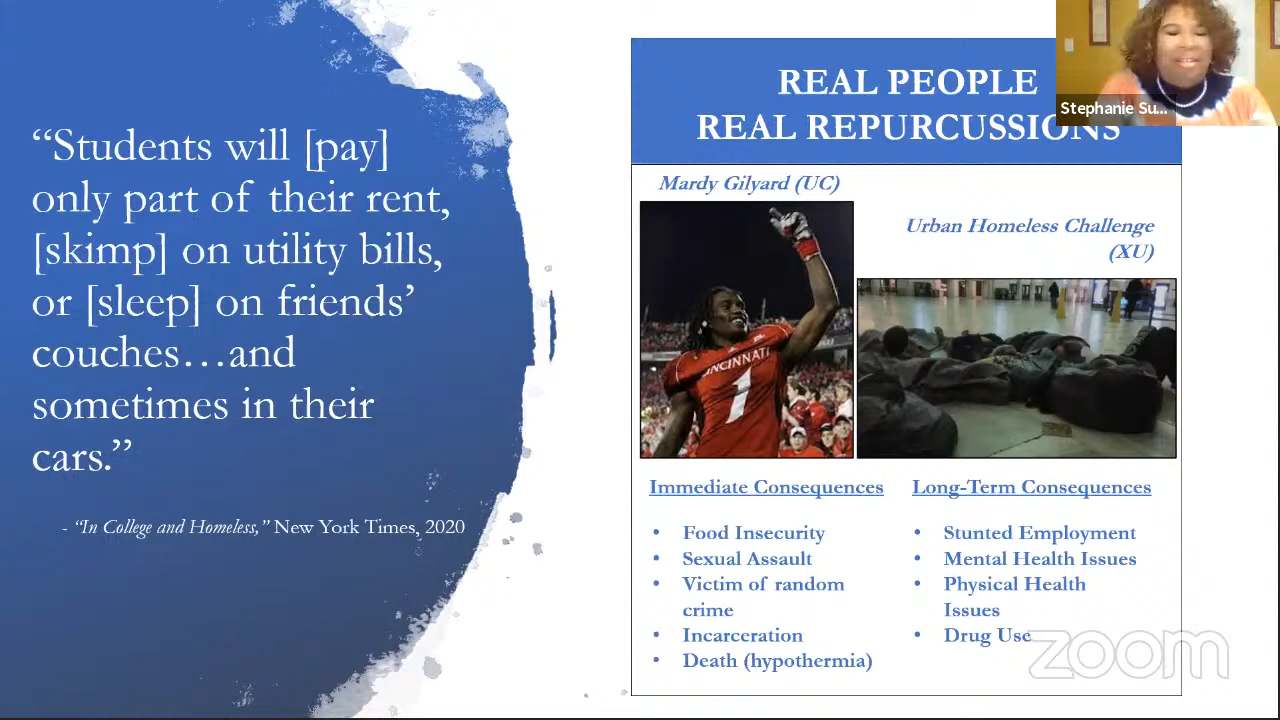 “Students will [pay]
only part of their rent,
[skimp] on utility bills,
or [sleep] on friends’
couches…and
sometimes in their
cars.”
- “In College and Homeless,” New York Times, 2020
REAL PEOPLE
REAL REPURCUSSIONS
Stephanie Su...
Mardy Gilyard (UC)
Urban Homeless Challenge
(XU)
CINCINNATI
1
Immediate Consequences
• Food Insecurity
• Sexual Assault
• Victim of random
crime
• Incarceration
• Death (hypothermia)
Long-Term Consequences
• Stunted Employment
• Mental Health Issues
• Physical Health
Issues
• Drug Use
zoom